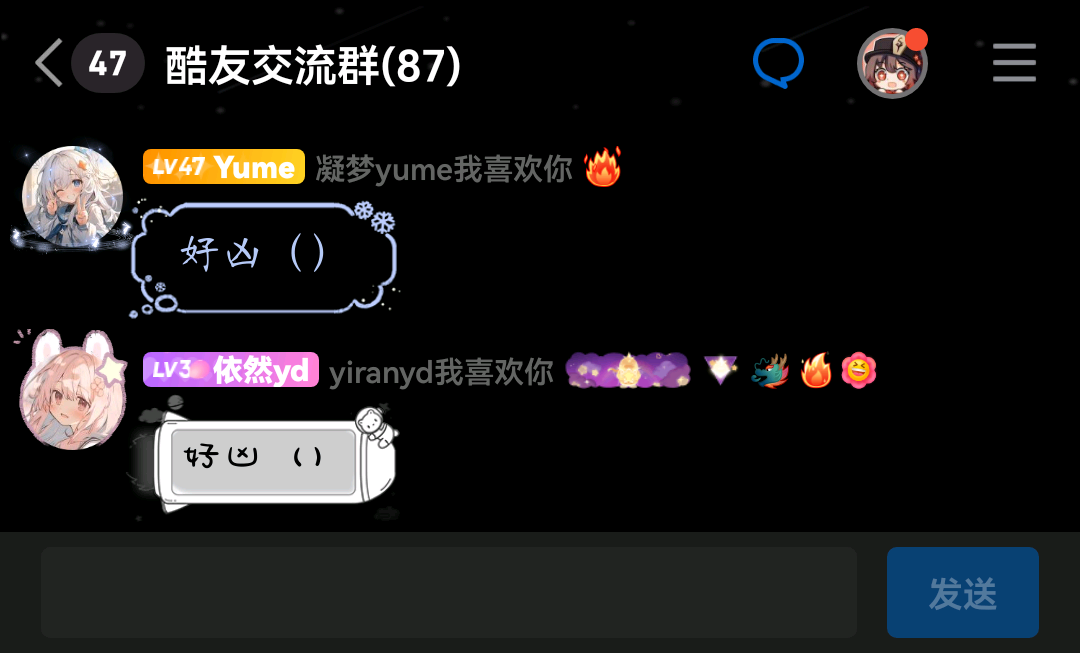 47 酷友交流群(87)
LV47 Yume 凝梦yume我喜欢你
好凶 （）
LV3 依然yd yiranyd我喜欢你
好凶 （）
发送